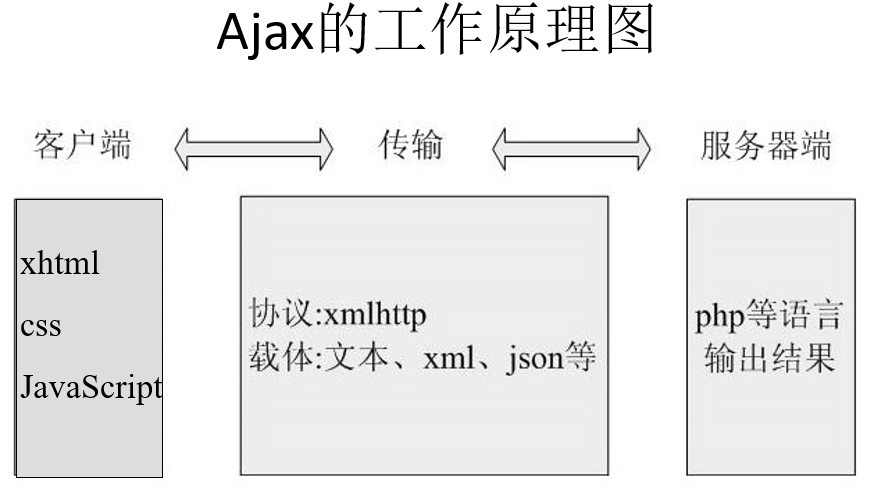 Ajax的工作原理图
客户端
传输
服务器端
xhtml
css
JavaScript
协议:xmlhttp
载体:文本、xml、json等
php等语言
输出结果